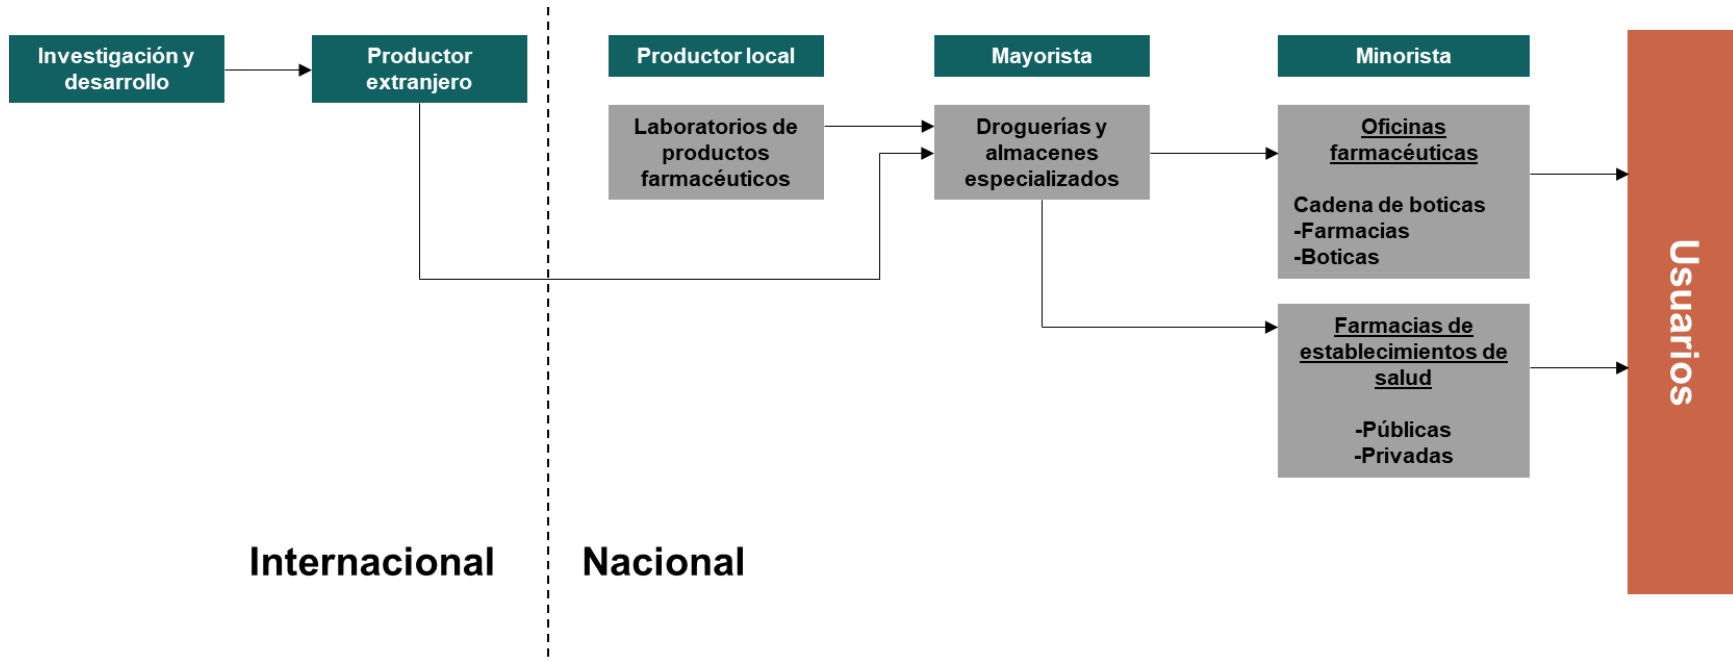 Investigación y
desarrollo
Productor
extranjero
Productor local
Mayorista
Minorista
Laboratorios de
productos
farmacéuticos
Droguerías y
almacenes
especializados
Oficinas
farmacéuticas
Cadena de boticas
-Farmacias
-Boticas
Farmacias de
establecimientos de
salud
-Públicas
-Privadas
Usuarios
Internacional
Nacional